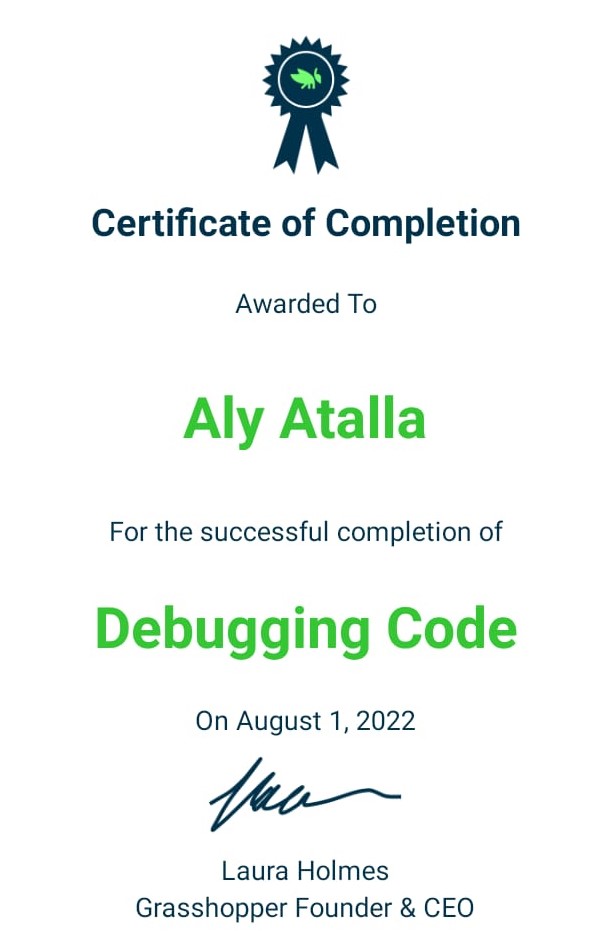 Certificate of Completion
Awarded To
Aly Atalla
For the successful completion of
Debugging Code
On August 1, 2022
Laura Holmes
Grasshopper Founder & CEO